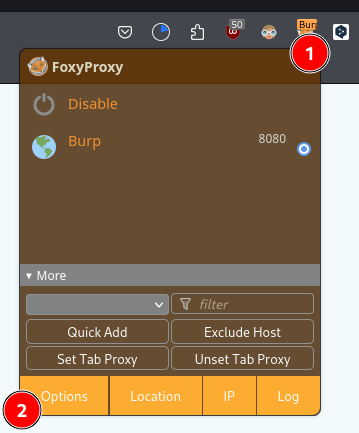 50
Burp
1
FoxyProxy
Disable
Burp 8080
▾ More
filter
Quick Add Exclude Host
Set Tab Proxy Unset Tab Proxy
2 Options Location IP Log